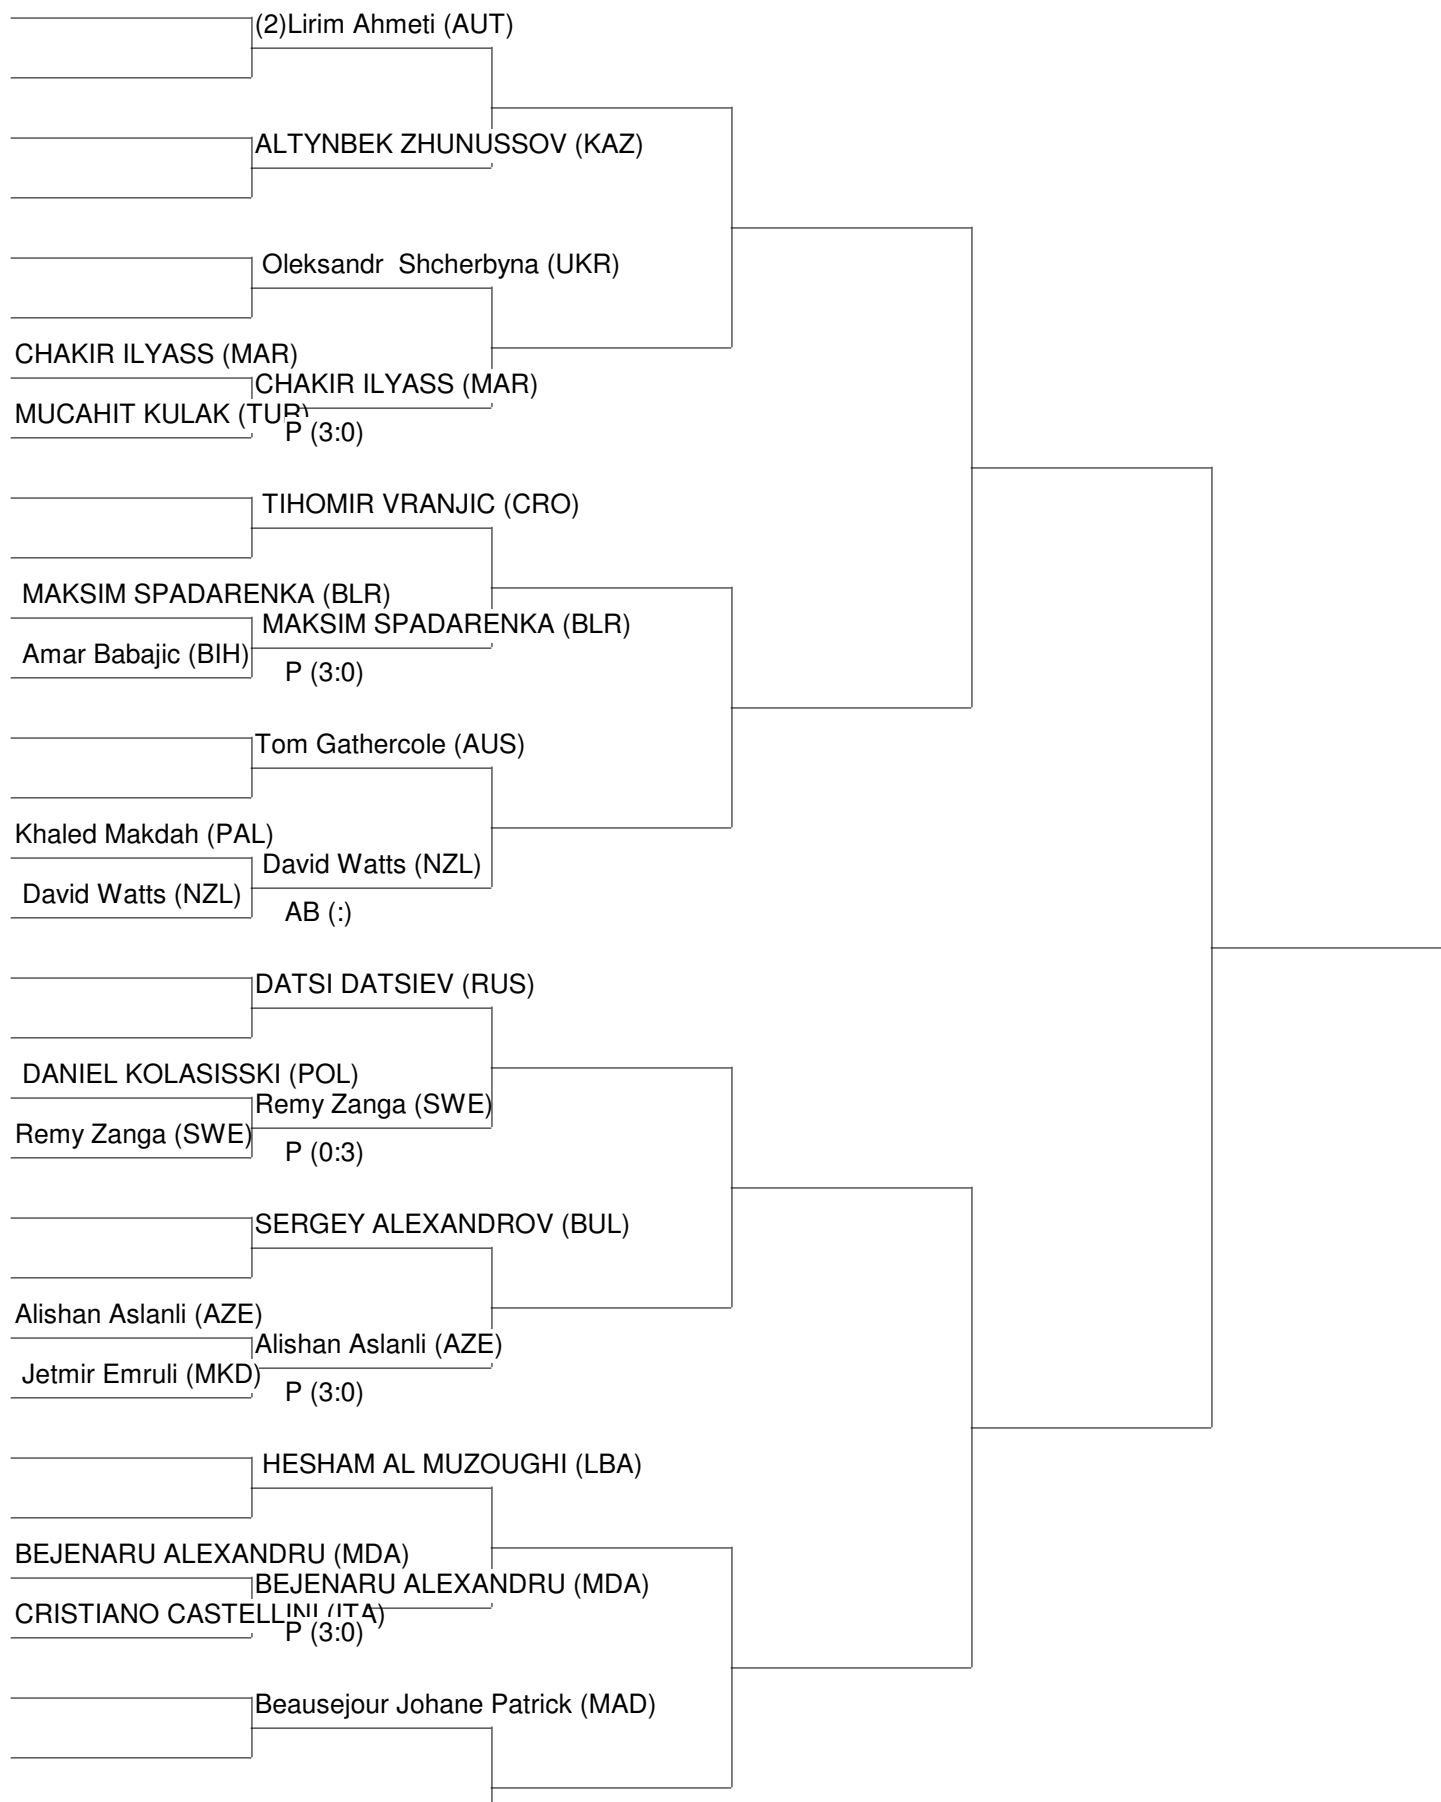 (2)Lirim Ahmeti (AUT)
ALTYNBEK ZHUNUSSOV (KAZ)
Oleksandr  Shcherbyna (UKR)
CHAKIR ILYASS (MAR)
CHAKIR ILYASS (MAR)
MUCAHIT KULAK (TUR)
P (3:0)
TIHOMIR VRANJIC (CRO)
MAKSIM SPADARENKA (BLR)
MAKSIM SPADARENKA (BLR)
Amar Babajic (BIH)
P (3:0)
Tom Gathercole (AUS)
Khaled Makdah (PAL)
David Watts (NZL)
David Watts (NZL)
AB (:)
DATSI DATSIEV (RUS)
DANIEL KOLASISSKI (POL)
Remy Zanga (SWE)
Remy Zanga (SWE)
P (0:3)
SERGEY ALEXANDROV (BUL)
Alishan Aslanli (AZE)
Alishan Aslanli (AZE)
Jetmir Emruli (MKD)
P (3:0)
HESHAM AL MUZOUGHI (LBA)
BEJENARU ALEXANDRU (MDA)
BEJENARU ALEXANDRU (MDA)
CRISTIANO CASTELLINI (ITA)
P (3:0)
Beausejour Johane Patrick (MAD)